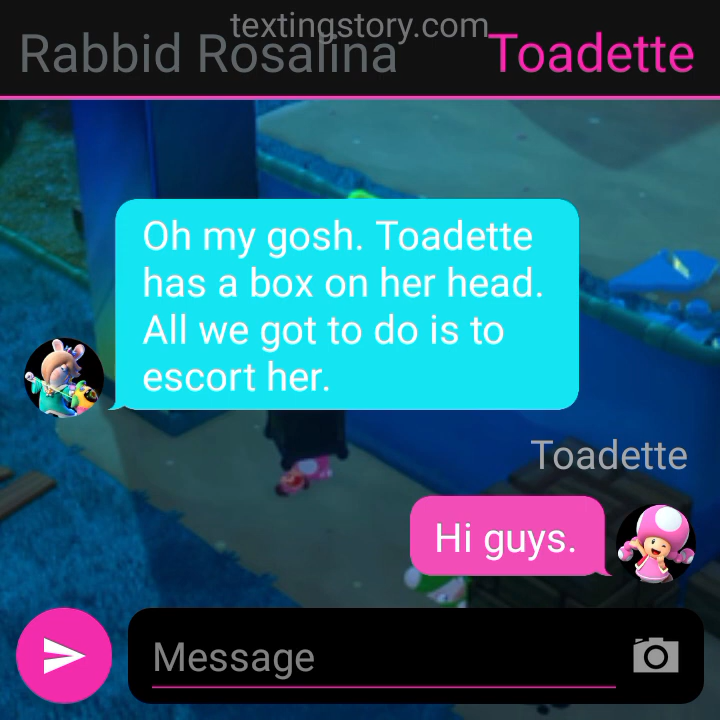 textingstory.com
Rabbid Rosalina
Toadette
Oh my gosh. Toadette
has a box on her head.
All we got to do is to
escort her.
Toadette
Hi guys.
Message